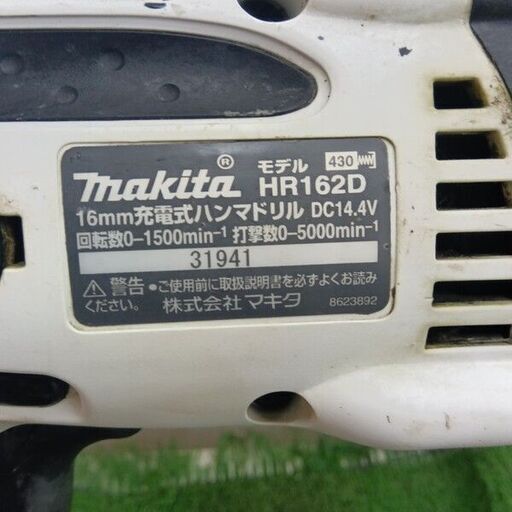 makita® モデル 430
HR162D
16mm充電式ハンマドリル DC14.4V
回転数0-1500min⁻¹ 打撃数0-5000min⁻¹
31941
警告 •ご使用前に取扱説明書を必ずよくお読み
ください。 株式会社マキタ 8623892